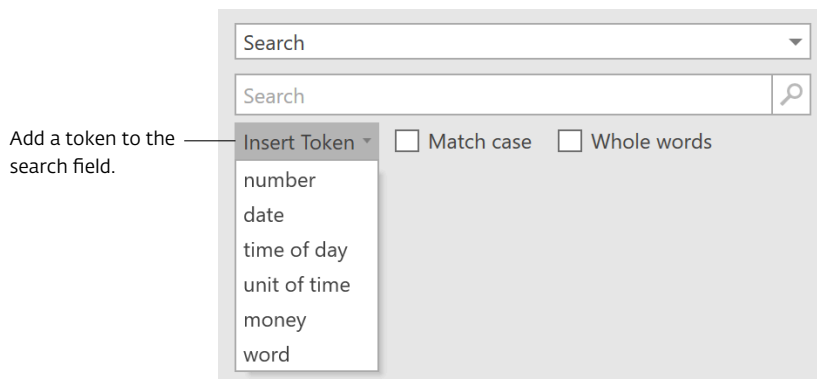 Search
Search
Add a token to the
search field.
Insert Token
Match case
Whole words
number
date
time of day
unit of time
money
word